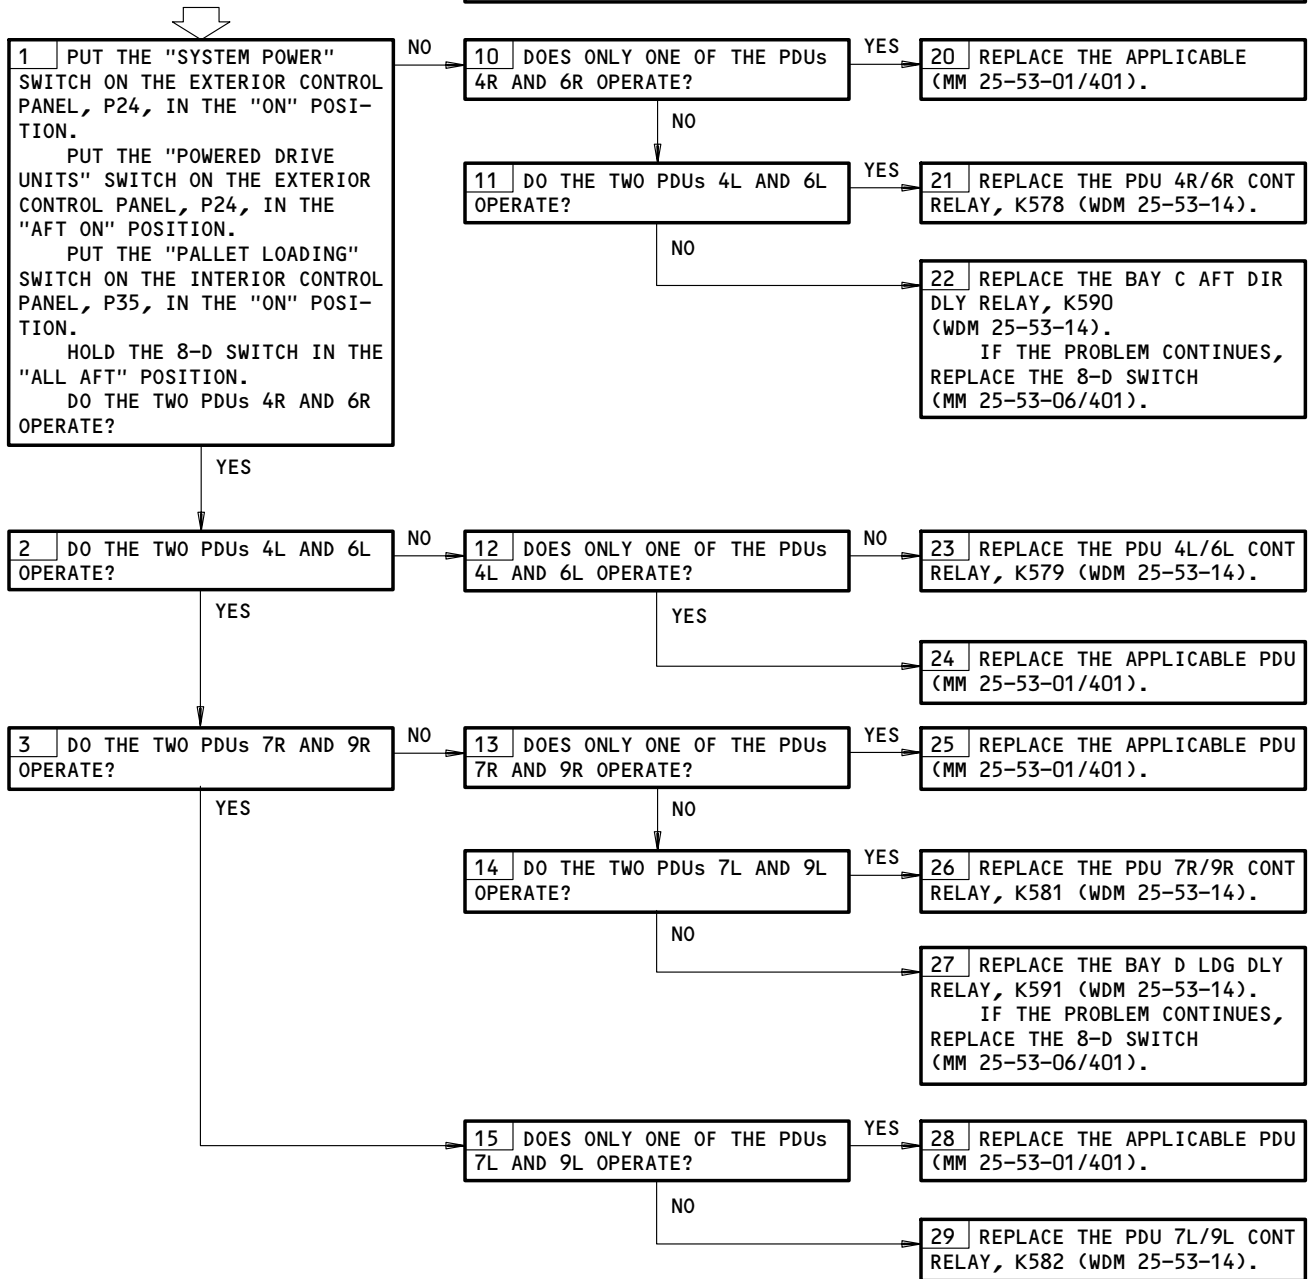 1 PUT THE "SYSTEM POWER"
SWITCH ON THE EXTERIOR CONTROL
PANEL, P24, IN THE "ON" POSI-
TION.
PUT THE "POWERED DRIVE
UNITS" SWITCH ON THE EXTERIOR
CONTROL PANEL, P24, IN THE
"AFT ON" POSITION.
PUT THE "PALLET LOADING"
SWITCH ON THE INTERIOR CONTROL
PANEL, P35, IN THE "ON" POSI-
TION.
HOLD THE 8-D SWITCH IN THE
"ALL AFT" POSITION.
DO THE TWO PDUs 4R AND 6R
OPERATE?
NO
10 DOES ONLY ONE OF THE PDUs
4R AND 6R OPERATE?
YES
20 REPLACE THE APPLICABLE
(MM 25-53-01/401).
NO
11 DO THE TWO PDUs 4L AND 6L
OPERATE?
YES
21 REPLACE THE PDU 4R/6R CONT
RELAY, K578 (WDM 25-53-14).
NO
22 REPLACE THE BAY C AFT DIR
DLY RELAY, K590
(WDM 25-53-14).
IF THE PROBLEM CONTINUES,
REPLACE THE 8-D SWITCH
(MM 25-53-06/401).
YES
2 DO THE TWO PDUs 4L AND 6L
OPERATE?
NO
12 DOES ONLY ONE OF THE PDUs
4L AND 6L OPERATE?
NO
23 REPLACE THE PDU 4L/6L CONT
RELAY, K579 (WDM 25-53-14).
YES
YES
24 REPLACE THE APPLICABLE PDU
(MM 25-53-01/401).
3 DO THE TWO PDUs 7R AND 9R
OPERATE?
NO
13 DOES ONLY ONE OF THE PDUs
7R AND 9R OPERATE?
YES
25 REPLACE THE APPLICABLE PDU
(MM 25-53-01/401).
YES
NO
14 DO THE TWO PDUs 7L AND 9L
OPERATE?
YES
26 REPLACE THE PDU 7R/9R CONT
RELAY, K581 (WDM 25-53-14).
NO
27 REPLACE THE BAY D LDG DLY
RELAY, K591 (WDM 25-53-14).
IF THE PROBLEM CONTINUES,
REPLACE THE 8-D SWITCH
(MM 25-53-06/401).
15 DOES ONLY ONE OF THE PDUs
7L AND 9L OPERATE?
YES
28 REPLACE THE APPLICABLE PDU
(MM 25-53-01/401).
NO
29 REPLACE THE PDU 7L/9L CONT
RELAY, K582 (WDM 25-53-14).